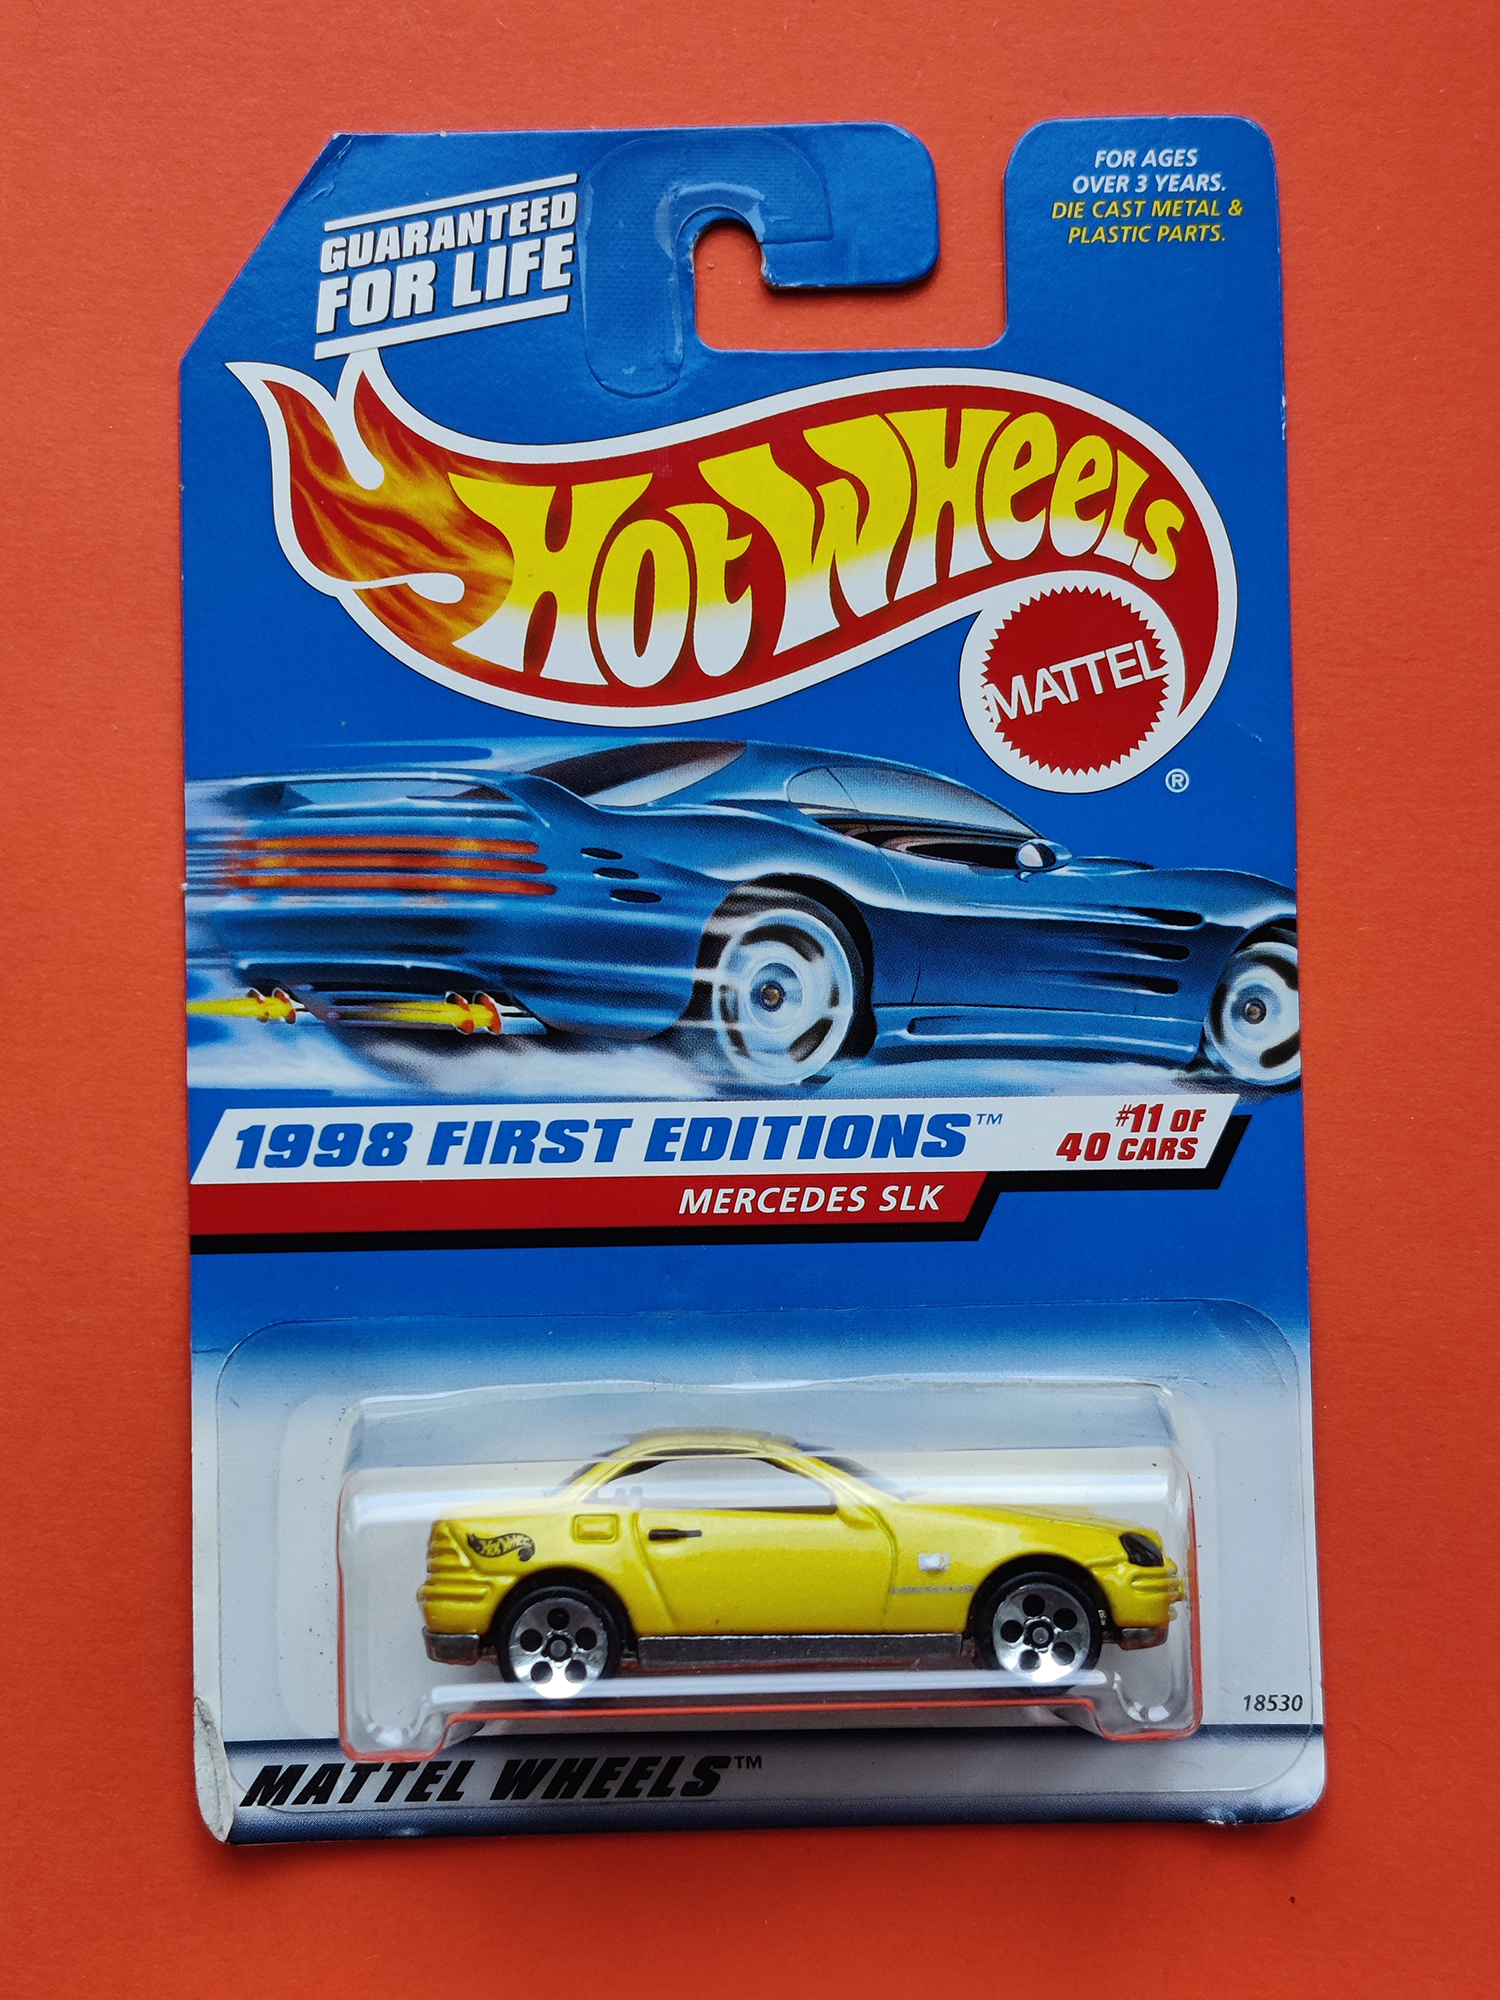 GUARANTEED
FOR LIFE
FOR AGES
OVER 3 YEARS.
DIE CAST METAL &
PLASTIC PARTS.
HOT WHEELS
MATTEL
®
1998 FIRST EDITIONS™
#11 OF
40 CARS
MERCEDES SLK
HOT WHEELS
18530
MATTEL WHEELS™